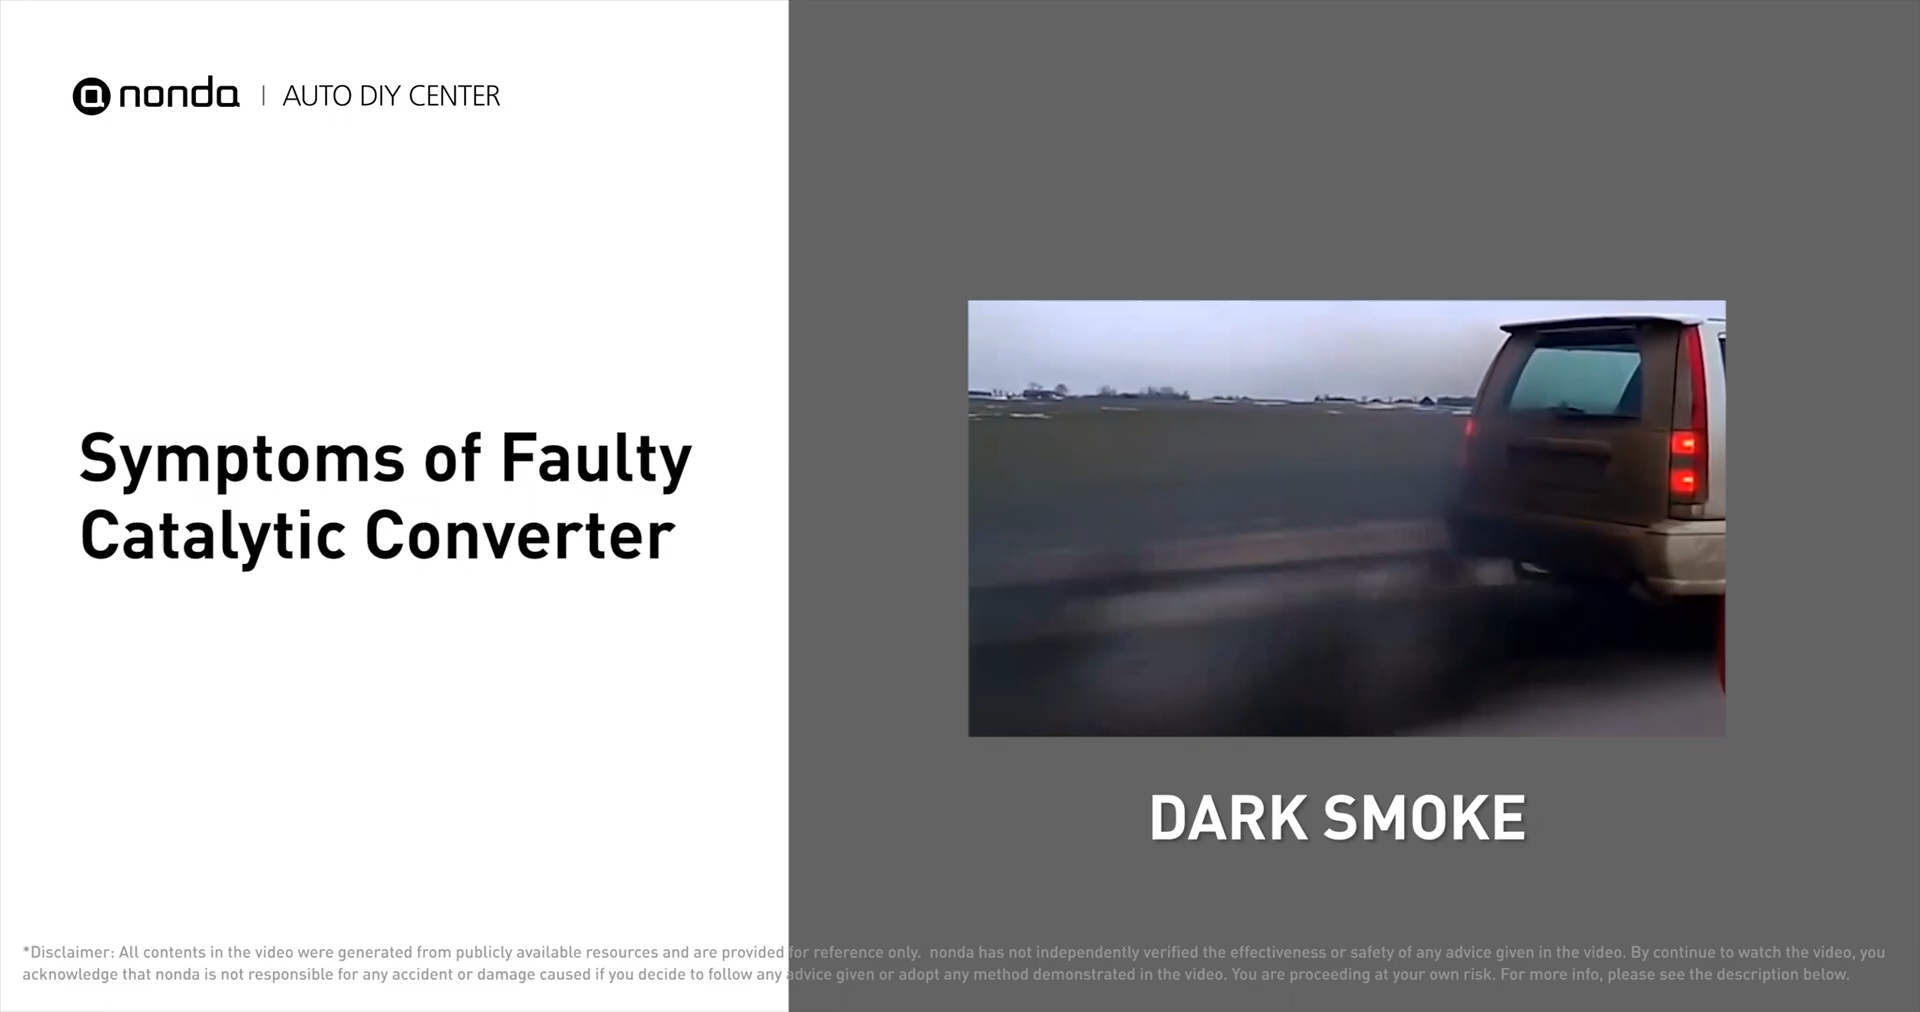 nonda | AUTO DIY CENTER
Symptoms of Faulty
Catalytic Converter
DARK SMOKE
*Disclaimer: All contents in the video were generated from publicly available resources and are provided for reference only.  nonda has not independently verified the effectiveness or safety of any advice given in the video. By continue to watch the video, you
acknowledge that nonda is not responsible for any accident or damage caused if you decide to follow any advice given or adopt any method demonstrated in the video. You are proceeding at your own risk. For more info, please see the description below.